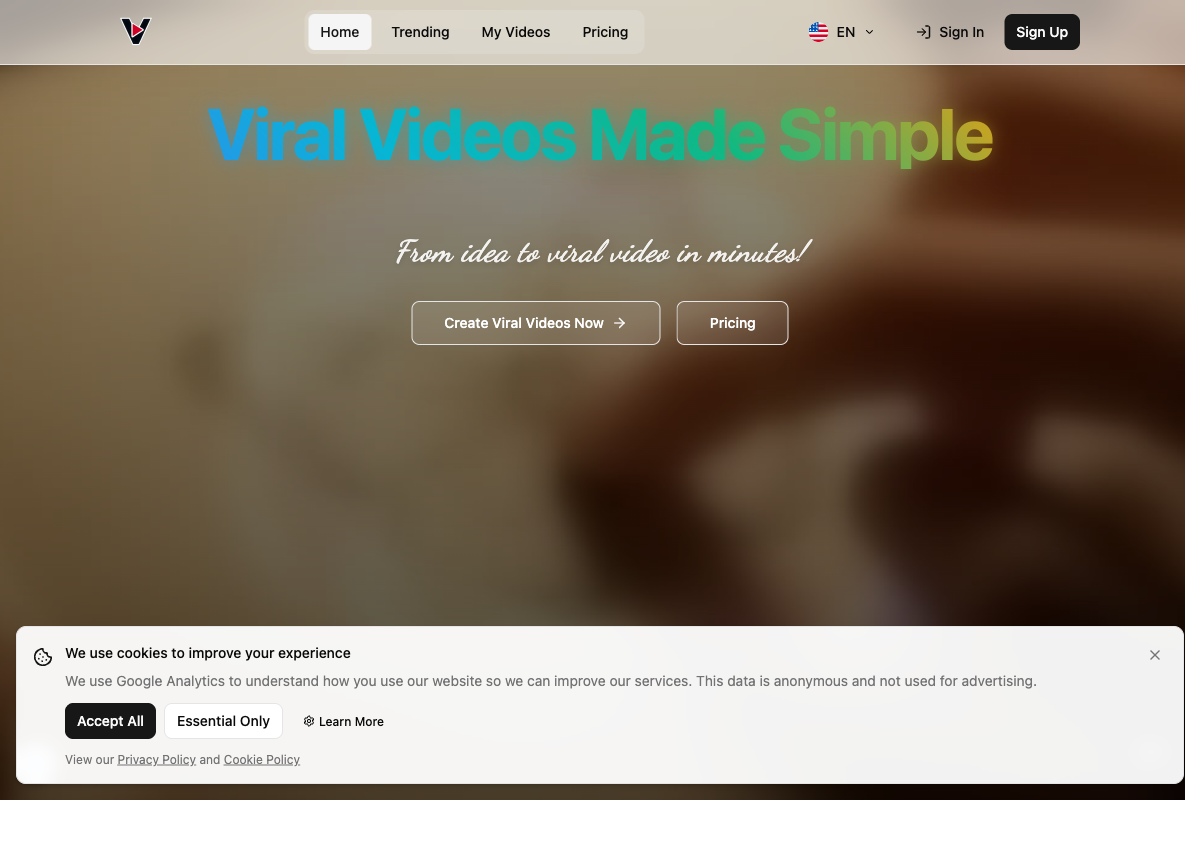 Home Trending My Videos Pricing EN Sign In Sign Up
Viral Videos Made Simple
From idea to viral video in minutes!
Create Viral Videos Now Pricing
We use cookies to improve your experience
We use Google Analytics to understand how you use our website so we can improve our services. This data is anonymous and not used for advertising.
Accept All Essential Only Learn More
View our Privacy Policy and Cookie Policy